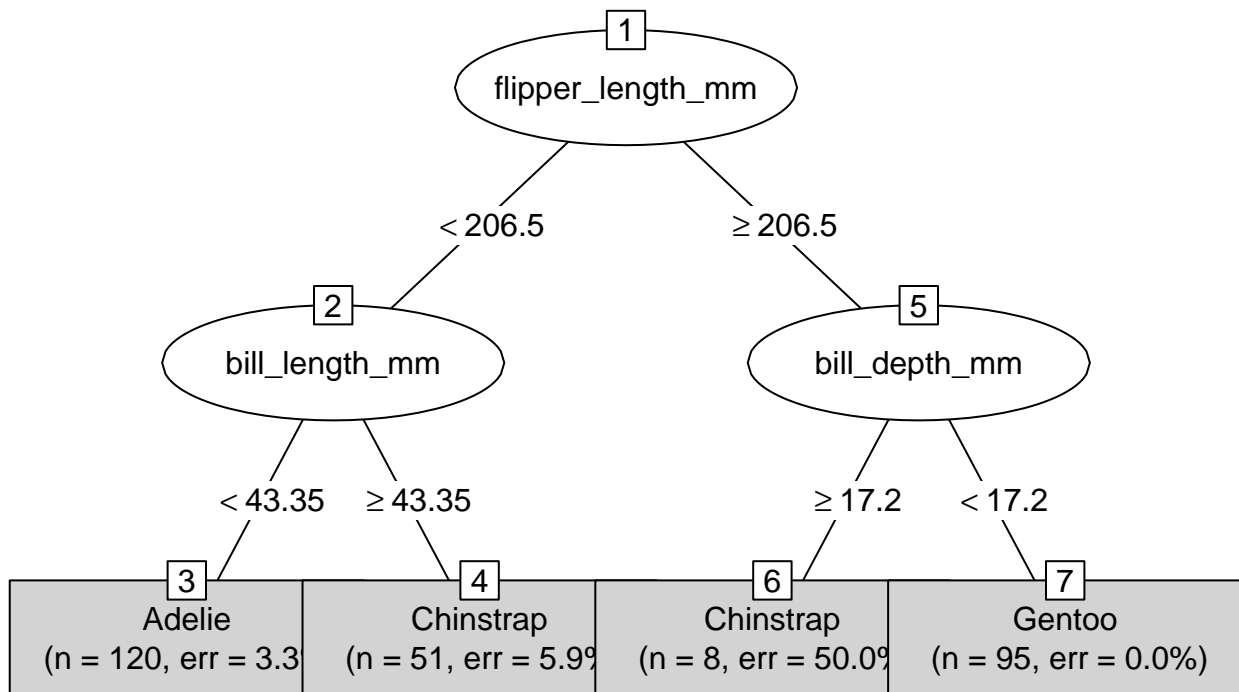 1
flipper_length_mm
< 206.5
≥ 206.5
2
bill_length_mm
5
bill_depth_mm
< 43.35
≥ 43.35
≥ 17.2
< 17.2
3
Adelie
(n = 120, err = 3.3
4
Chinstrap
(n = 51, err = 5.9%
6
Chinstrap
(n = 8, err = 50.0%
7
Gentoo
(n = 95, err = 0.0%)